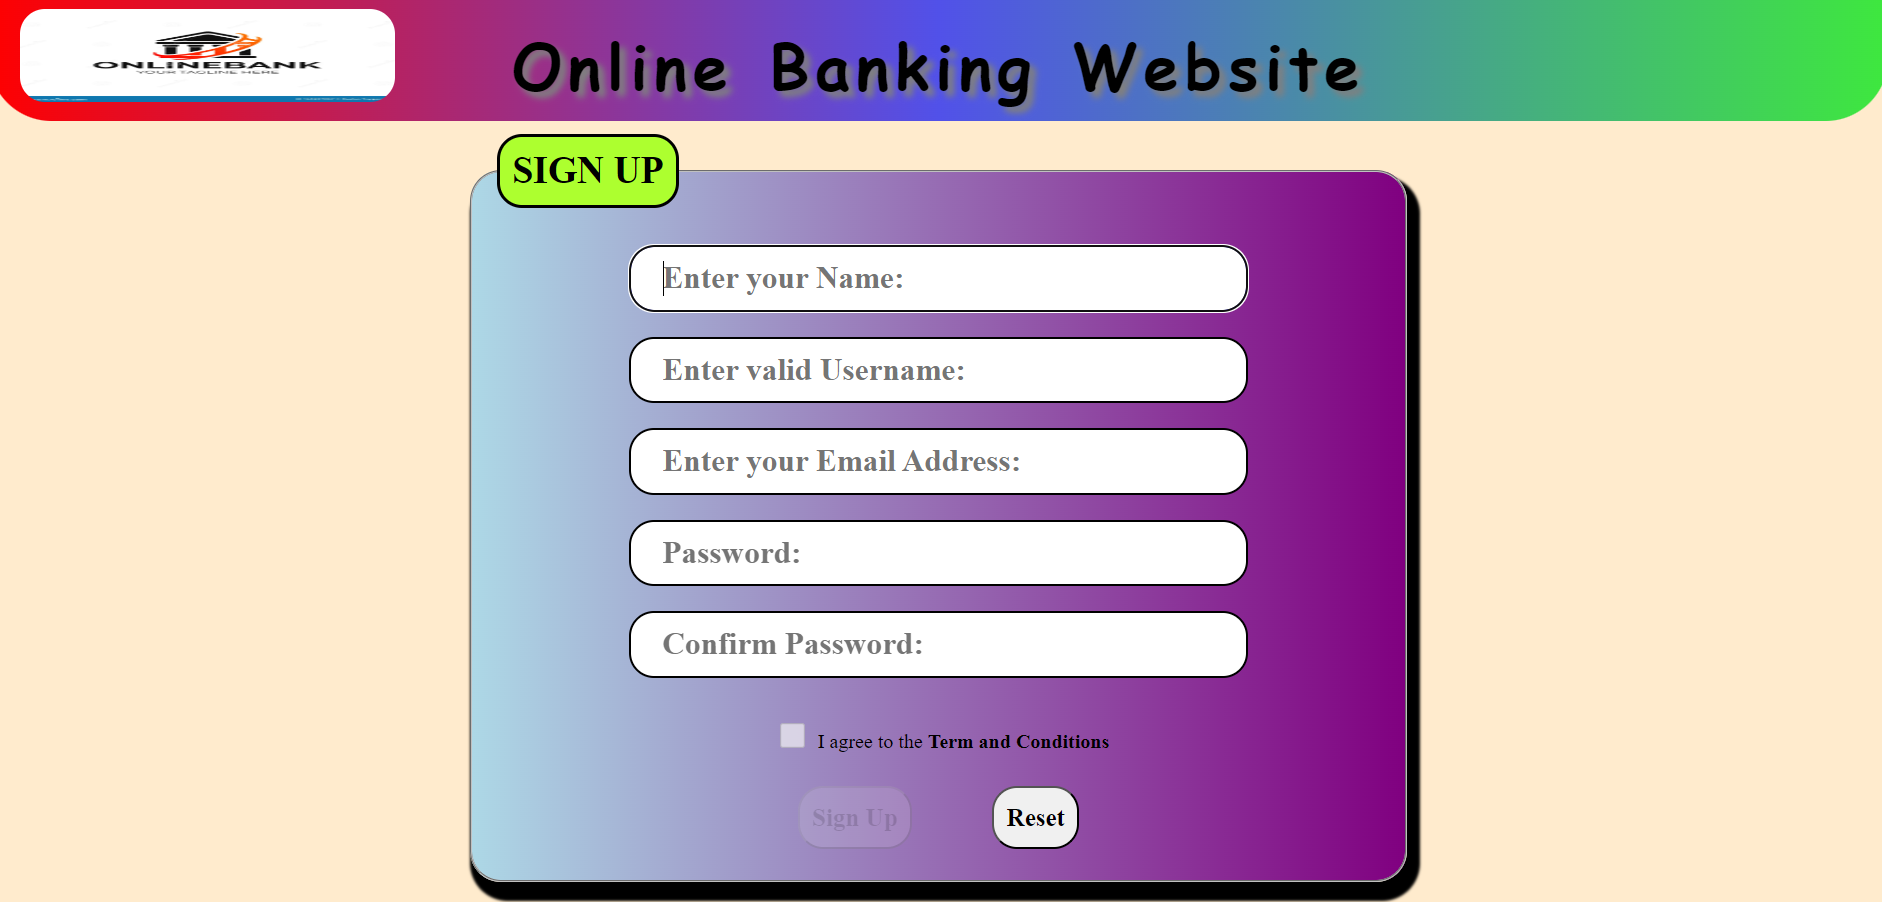 ONLINEBANK
YOUR TAGLINE HERE
Online Banking Website
SIGN UP
Enter your Name:
Enter valid Username:
Enter your Email Address:
Password:
Confirm Password:
I agree to the Term and Conditions
Sign Up
Reset